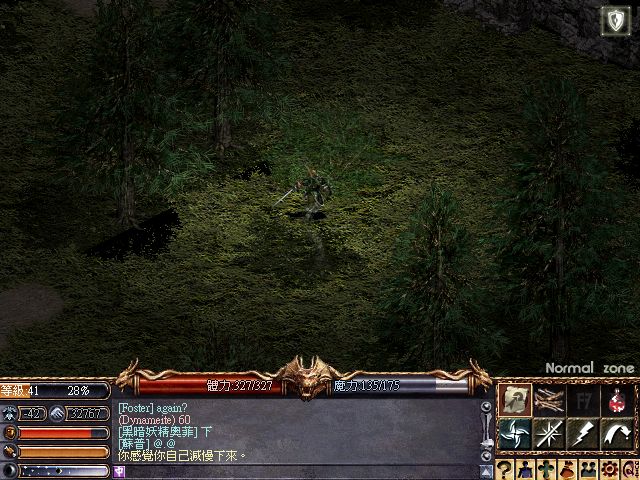 Normal zone
等級 41 28%
體力:327/327
魔力:135/175
-42 32767
[Foster] again?
(Dynameite) 60
[黑暗妖精奧菲] 下
[蘇普] @_@
你感覺你自己減慢下來。
F7